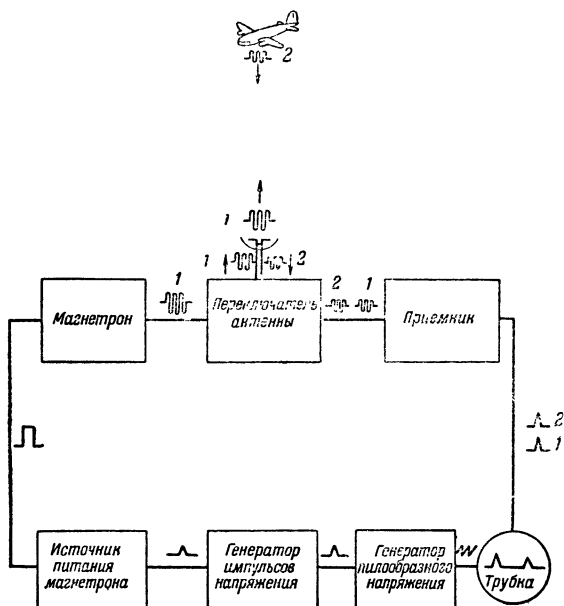 2
1
1
2
1
2
1
Магнетрон
Переключатель
антенны
Приемник
2
1
Источник
питания
магнетрона
Генератор
импульсов
напряжения
Генератор
пилообразного
напряжения
Трубка